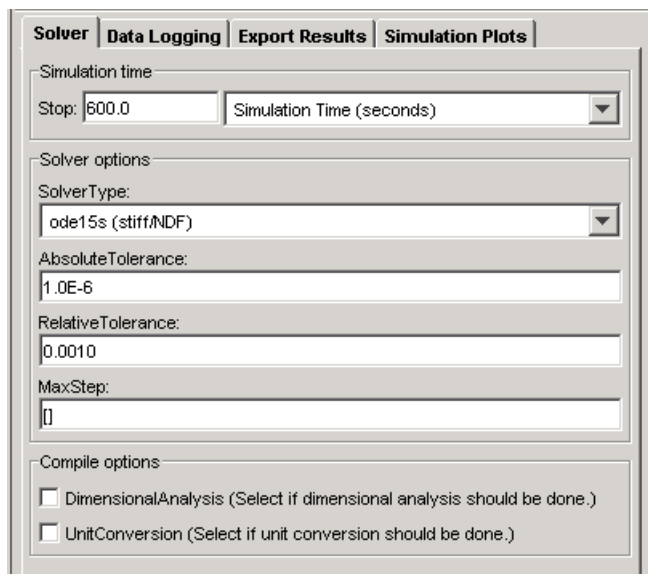 Solver Data Logging Export Results Simulation Plots
Simulation time
Stop: 600.0 Simulation Time (seconds)
Solver options
SolverType:
ode15s (stiff/NDF)
AbsoluteTolerance:
1.0E-6
RelativeTolerance:
0.0010
MaxStep:
[]
Compile options
DimensionalAnalysis (Select if dimensional analysis should be done.)
UnitConversion (Select if unit conversion should be done.)